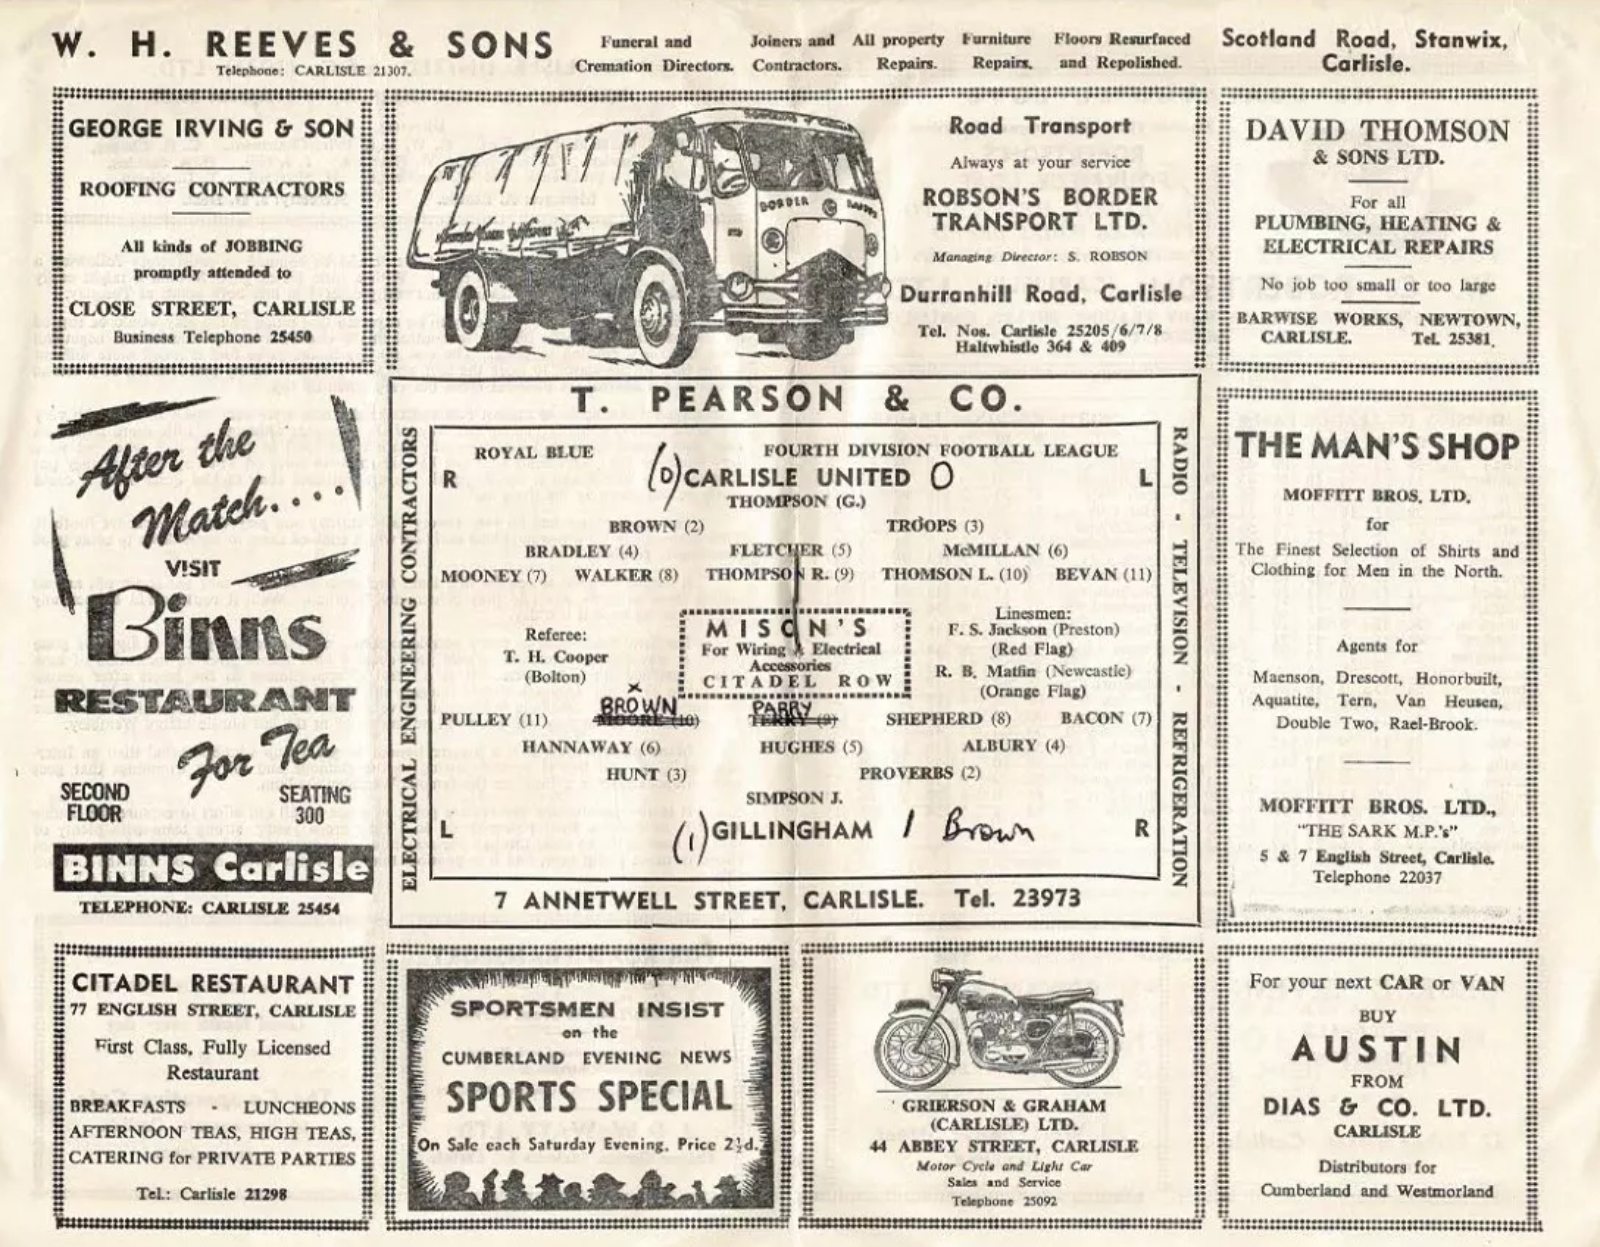 W. H. REEVES & SONS
Telephone: CARLISLE 21307.
Funeral and
Cremation Directors.
Joiners and
Contractors.
All property
Repairs.
Furniture
Repairs.
Floors Resurfaced
and Repolished.
Scotland Road, Stanwix,
Carlisle.
GEORGE IRVING & SON
ROOFING CONTRACTORS
All kinds of JOBBING
promptly attended to
CLOSE STREET, CARLISLE
Business Telephone 25450
BORDER
Road Transport
Always at your service
ROBSON'S BORDER
TRANSPORT LTD.
Managing Director: S. ROBSON
Durranhill Road, Carlisle
Tel. Nos. Carlisle 25205/6/7/8
Haltwhistle 364 & 409
DAVID THOMSON
& SONS LTD.
For all
PLUMBING, HEATING &
ELECTRICAL REPAIRS
No job too small or too large
BARWISE WORKS, NEWTOWN,
CARLISLE. Tel. 25381.
After the
Match....
VISIT
Binns
RESTAURANT
For Tea
SECOND
FLOOR
SEATING
300
BINNS Carlisle
TELEPHONE: CARLISLE 25454
T. PEARSON & CO.
ELECTRICAL ENGINEERING CONTRACTORS
RADIO - TELEVISION - REFRIGERATION
ROYAL BLUE FOURTH DIVISION FOOTBALL LEAGUE
R (0) CARLISLE UNITED 0 L
THOMPSON (G.)
BROWN (2) TROOPS (3)
BRADLEY (4) FLETCHER (5) McMILLAN (6)
MOONEY (7) WALKER (8) THOMPSON R. (9) THOMSON L. (10) BEVAN (11)
Referee:
T. H. Cooper
(Bolton)
MISON'S
For Wiring & Electrical
Accessories
CITADEL ROW
Linesmen:
F. S. Jackson (Preston)
(Red Flag)
R. B. Matfin (Newcastle)
(Orange Flag)
x
BROWN PARRY
PULLEY (11) MOORE (10) TERRY (9) SHEPHERD (8) BACON (7)
HANNAWAY (6) HUGHES (5) ALBURY (4)
HUNT (3) PROVERBS (2)
SIMPSON J.
L (1) GILLINGHAM 1 Brown R
7 ANNETWELL STREET, CARLISLE. Tel. 23973
THE MAN'S SHOP
MOFFITT BROS. LTD.
for
The Finest Selection of Shirts and
Clothing for Men in the North.
Agents for
Maenson, Drescott, Honorbuilt,
Aquatite, Tern, Van Heusen,
Double Two, Rael-Brook.
MOFFITT BROS. LTD.,
"THE SARK M.P.'s"
5 & 7 English Street, Carlisle.
Telephone 22037
CITADEL RESTAURANT
77 ENGLISH STREET, CARLISLE
First Class, Fully Licensed
Restaurant
BREAKFASTS - LUNCHEONS
AFTERNOON TEAS, HIGH TEAS,
CATERING for PRIVATE PARTIES
Tel.: Carlisle 21298
SPORTSMEN INSIST
on the
CUMBERLAND EVENING NEWS
SPORTS SPECIAL
On Sale each Saturday Evening. Price 2½d.
GRIERSON & GRAHAM
(CARLISLE) LTD.
44 ABBEY STREET, CARLISLE
Motor Cycle and Light Car
Sales and Service
Telephone 25092
For your next CAR or VAN
BUY
AUSTIN
FROM
DIAS & CO. LTD.
CARLISLE
Distributors for
Cumberland and Westmorland